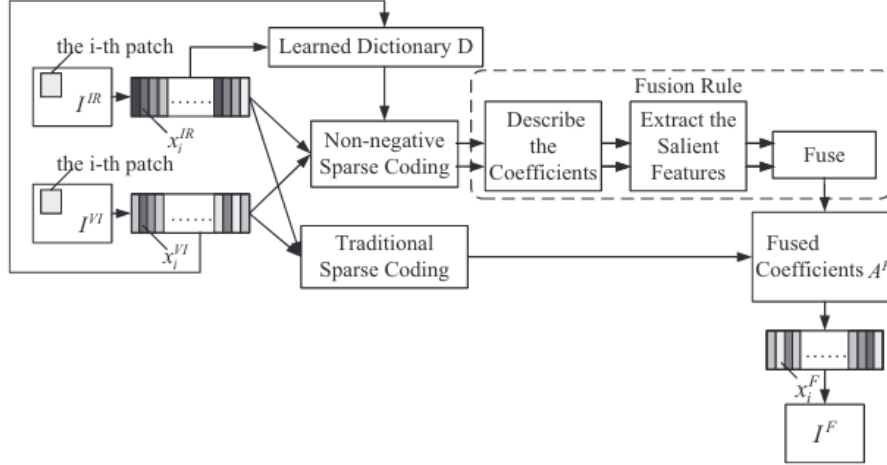 the i-th patch
I^{IR}
x_i^{IR}
Learned Dictionary D
the i-th patch
I^{VI}
x_i^{VI}
Non-negative
Sparse Coding
Traditional
Sparse Coding
Fusion Rule
Describe
the
Coefficients
Extract the
Salient
Features
Fuse
Fused
Coefficients A^F
x_i^F
I^F